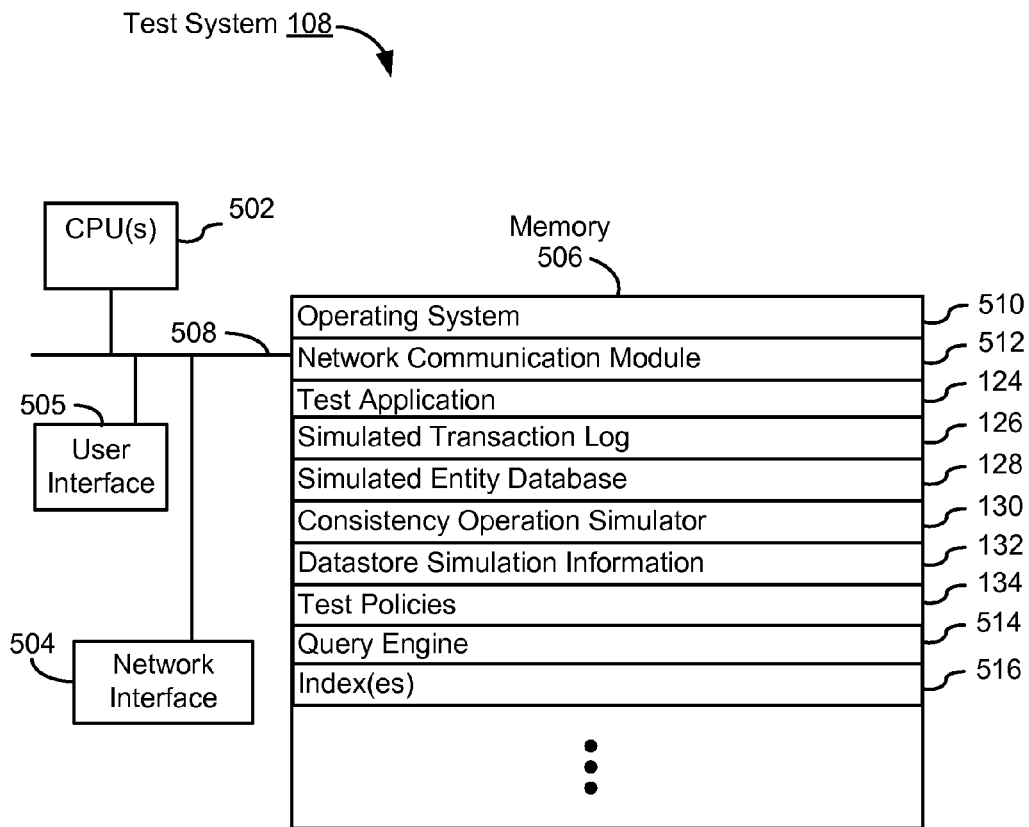 Test System 108
CPU(s)
502
Memory
506
508
Operating System
510
Network Communication Module
512
Test Application
124
Simulated Transaction Log
126
Simulated Entity Database
128
Consistency Operation Simulator
130
Datastore Simulation Information
132
Test Policies
134
Query Engine
514
Index(es)
516
505
User
Interface
504
Network
Interface